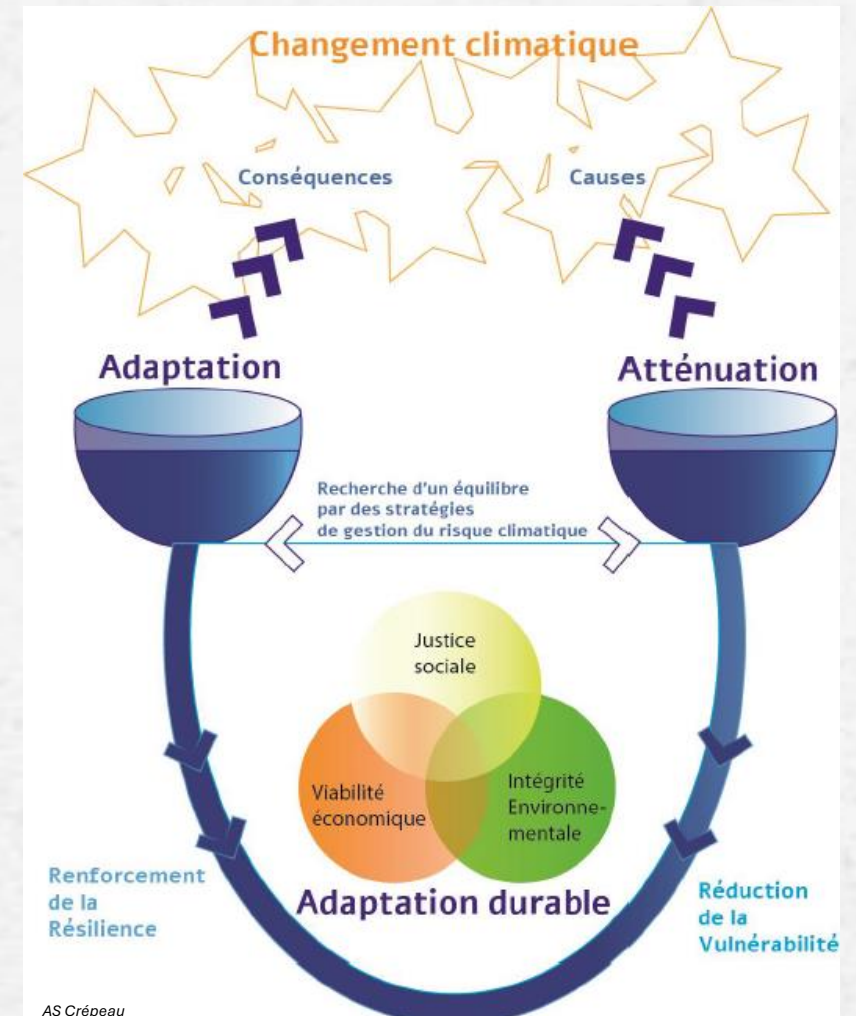 Changement climatique
Conséquences
Causes
Adaptation
Atténuation
Recherche d'un équilibre
par des stratégies
de gestion du risque climatique
Justice
sociale
Viabilité
économique
Intégrité
Environne-
mentale
Adaptation durable
Renforcement
de la
Résilience
Réduction
de la
Vulnérabilité
AS Crépeau